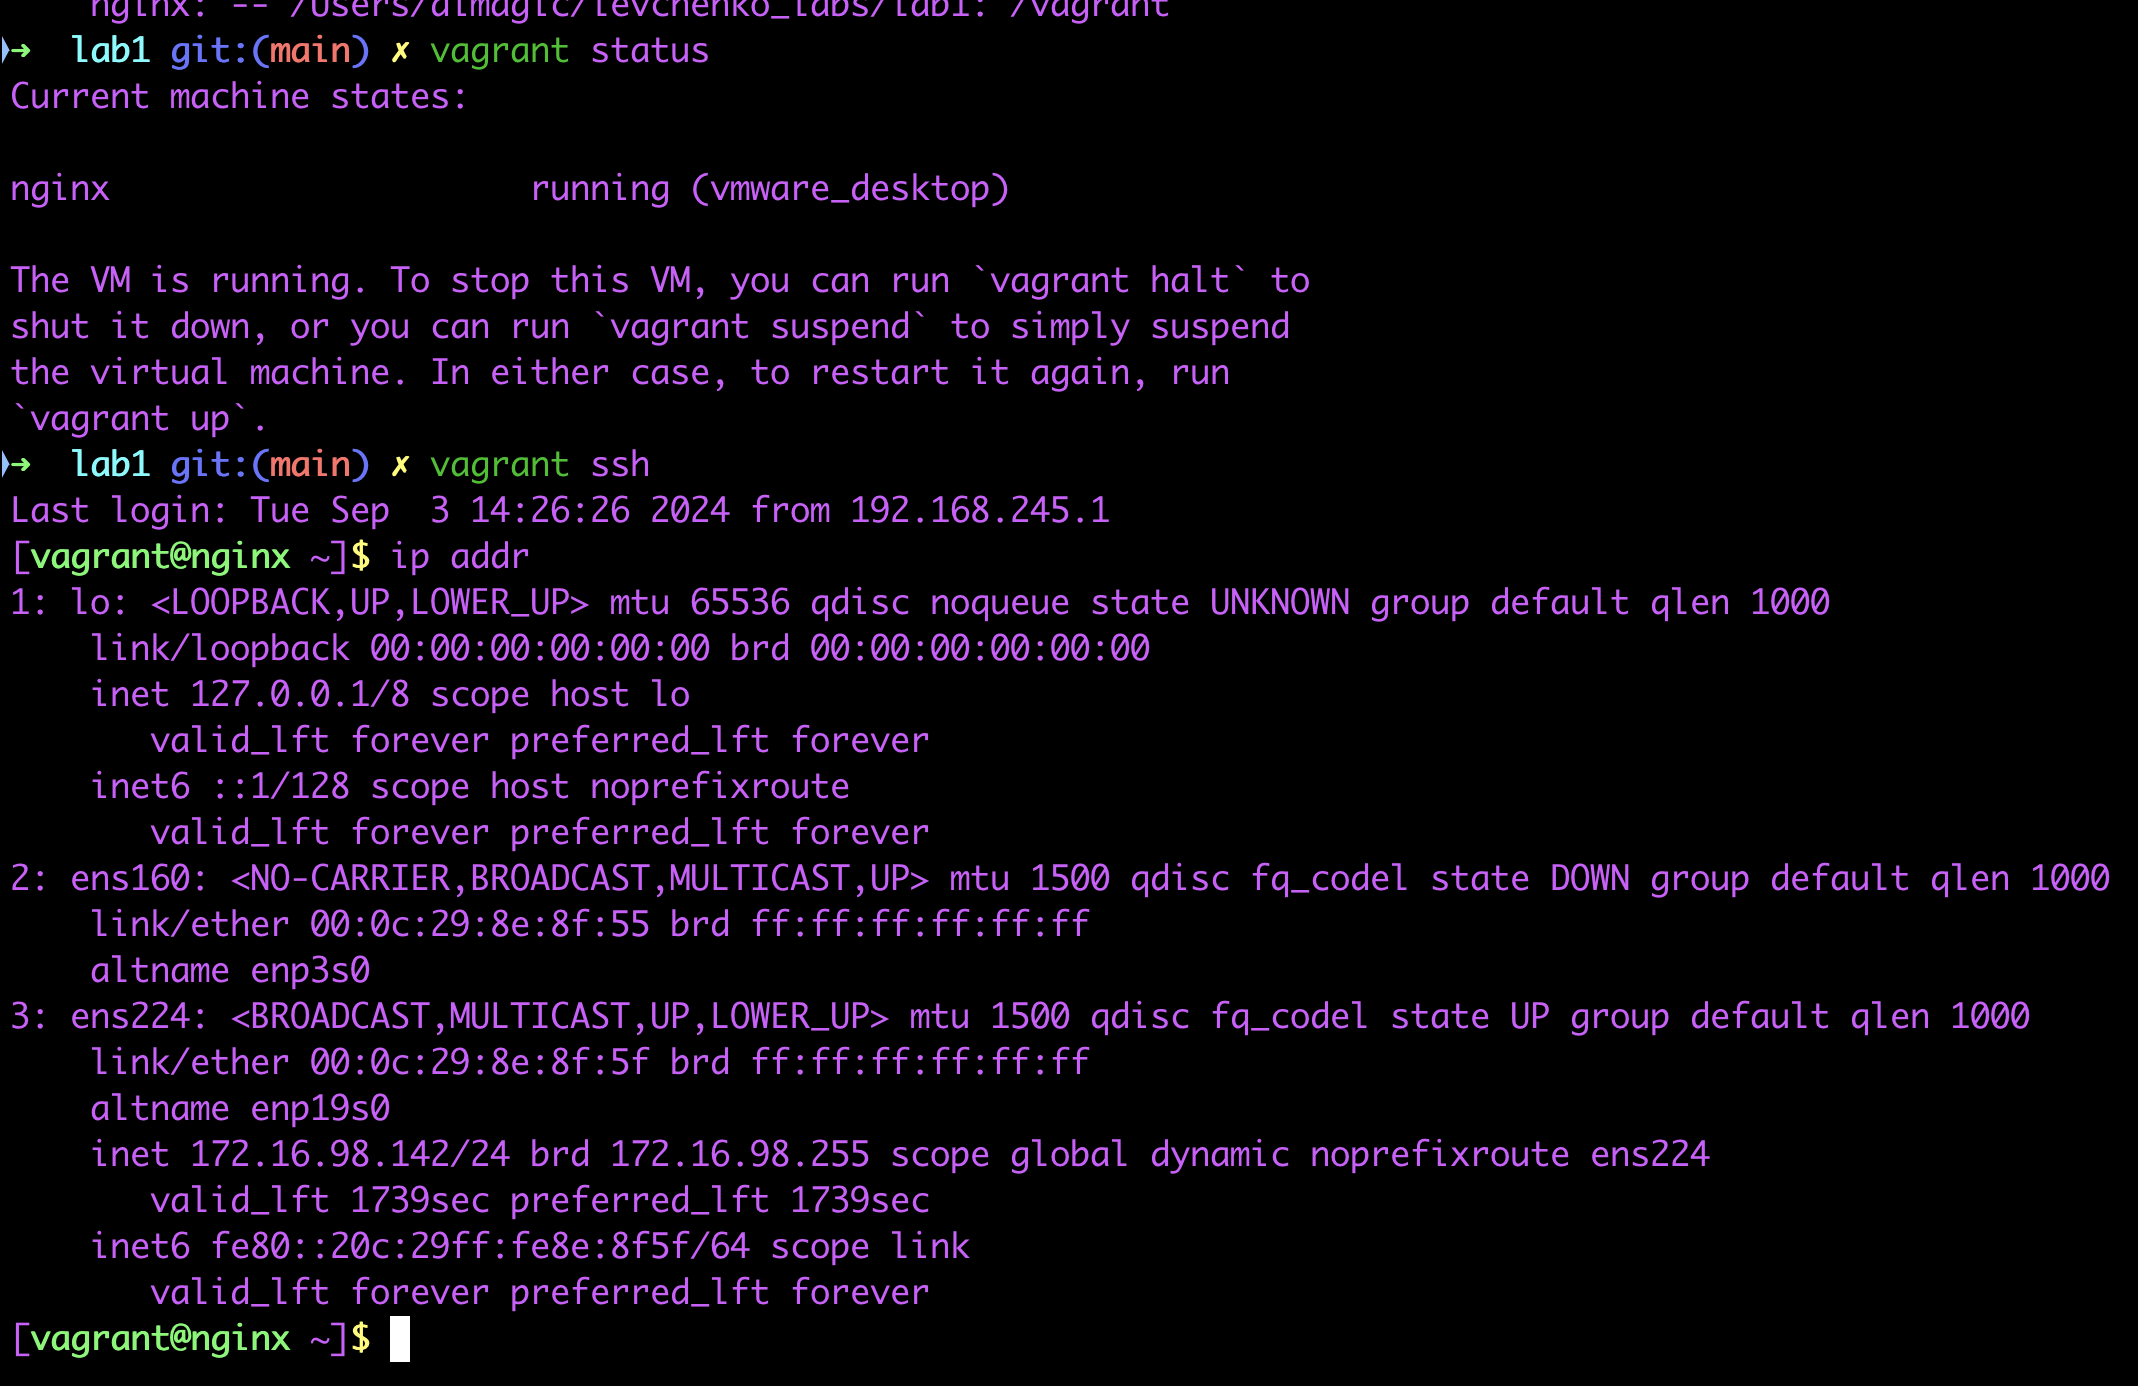 nginx: -- /Users/dimagic/levchenko_labs/lab1: /vagrant
➜  lab1 git:(main) ✗ vagrant status
Current machine states:

nginx                     running (vmware_desktop)

The VM is running. To stop this VM, you can run `vagrant halt` to
shut it down, or you can run `vagrant suspend` to simply suspend
the virtual machine. In either case, to restart it again, run
`vagrant up`.
➜  lab1 git:(main) ✗ vagrant ssh
Last login: Tue Sep  3 14:26:26 2024 from 192.168.245.1
[vagrant@nginx ~]$ ip addr
1: lo: <LOOPBACK,UP,LOWER_UP> mtu 65536 qdisc noqueue state UNKNOWN group default qlen 1000
    link/loopback 00:00:00:00:00:00 brd 00:00:00:00:00:00
    inet 127.0.0.1/8 scope host lo
       valid_lft forever preferred_lft forever
    inet6 ::1/128 scope host noprefixroute
       valid_lft forever preferred_lft forever
2: ens160: <NO-CARRIER,BROADCAST,MULTICAST,UP> mtu 1500 qdisc fq_codel state DOWN group default qlen 1000
    link/ether 00:0c:29:8e:8f:55 brd ff:ff:ff:ff:ff:ff
    altname enp3s0
3: ens224: <BROADCAST,MULTICAST,UP,LOWER_UP> mtu 1500 qdisc fq_codel state UP group default qlen 1000
    link/ether 00:0c:29:8e:8f:5f brd ff:ff:ff:ff:ff:ff
    altname enp19s0
    inet 172.16.98.142/24 brd 172.16.98.255 scope global dynamic noprefixroute ens224
       valid_lft 1739sec preferred_lft 1739sec
    inet6 fe80::20c:29ff:fe8e:8f5f/64 scope link
       valid_lft forever preferred_lft forever
[vagrant@nginx ~]$